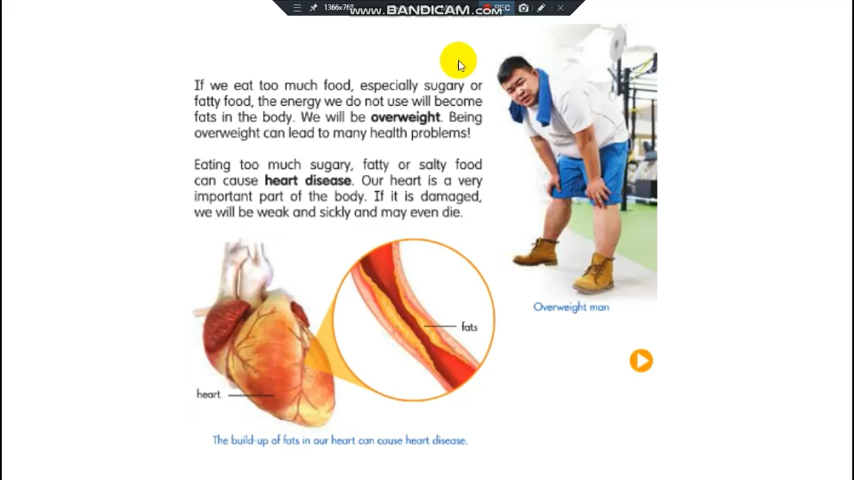 1366x768
www.BANDICAM.com
REC
If we eat too much food, especially sugary or
fatty food, the energy we do not use will become
fats in the body. We will be overweight. Being
overweight can lead to many health problems!
Eating too much sugary, fatty or salty food
can cause heart disease. Our heart is a very
important part of the body. If it is damaged,
we will be weak and sickly and may even die.
Overweight man
fats
heart
The build-up of fats in our heart can cause heart disease.